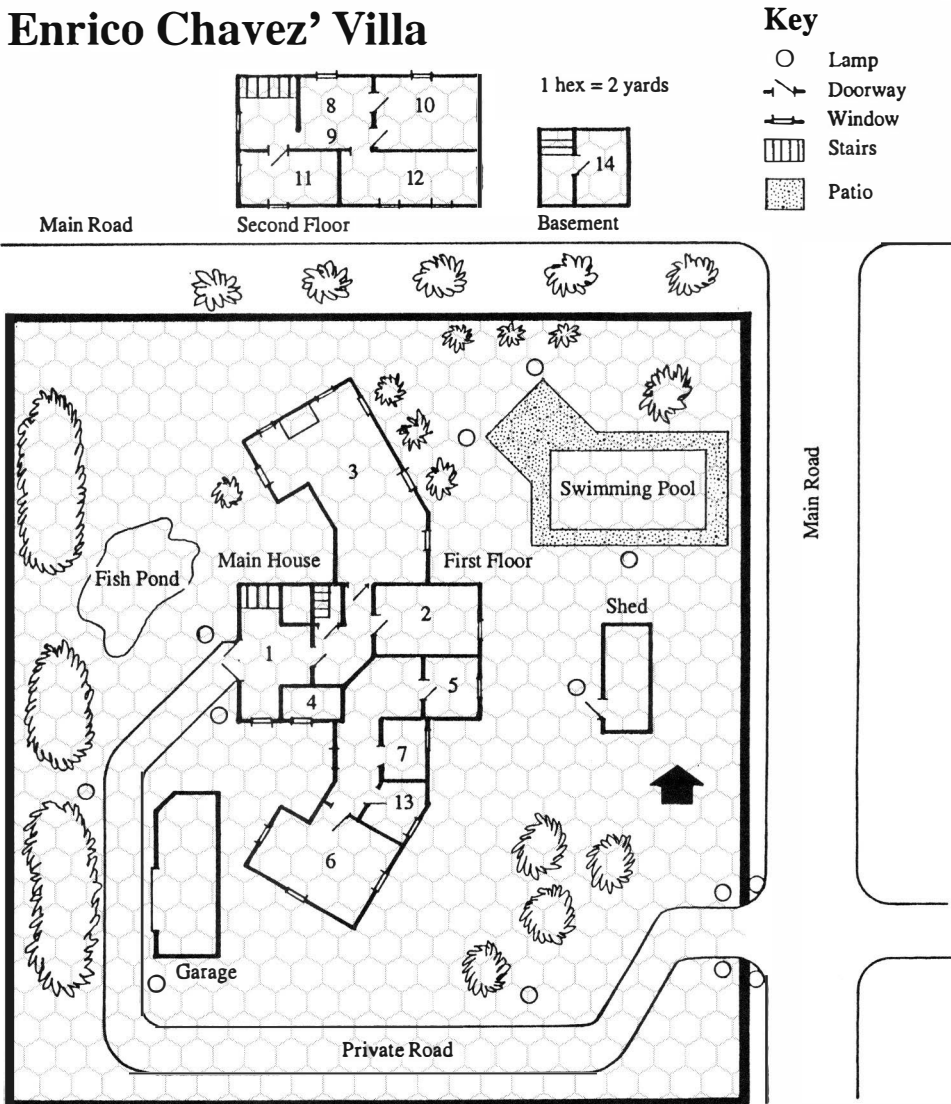 Enrico Chavez’ Villa
Key
Lamp
Doorway
Window
Stairs
Patio
1 hex = 2 yards
8
10
9
11
12
14
Main Road
Second Floor
Basement
3
Swimming Pool
Main Road
Main House
First Floor
Fish Pond
Shed
2
1
5
4
7
13
6
Garage
Private Road